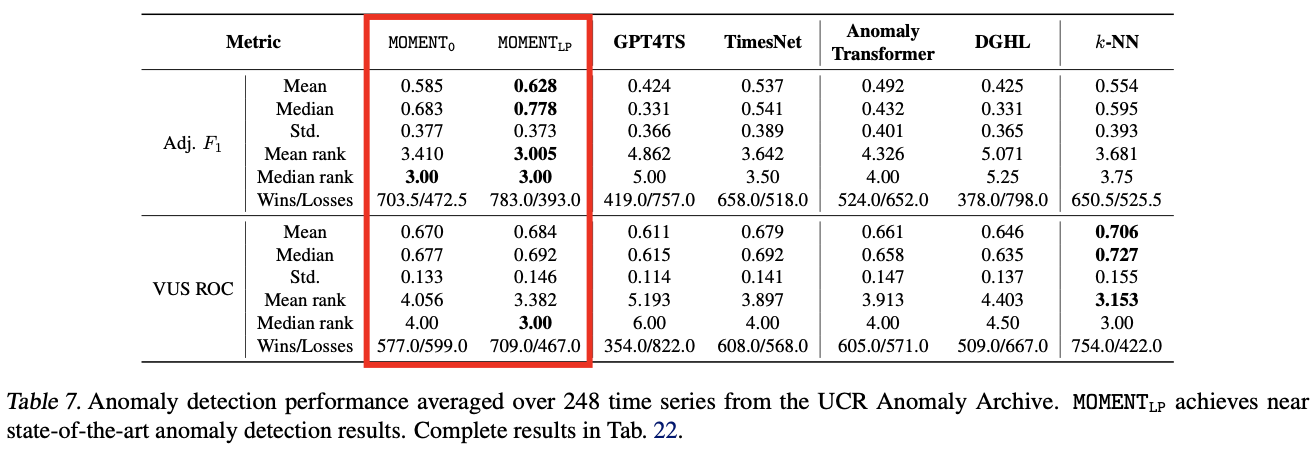 Metric MOMENT₀ MOMENT_LP GPT4TS TimesNet Anomaly Transformer DGHL k-NN
Adj. F₁
Mean 0.585 0.628 0.424 0.537 0.492 0.425 0.554
Median 0.683 0.778 0.331 0.541 0.432 0.331 0.595
Std. 0.377 0.373 0.366 0.389 0.401 0.365 0.393
Mean rank 3.410 3.005 4.862 3.642 4.326 5.071 3.681
Median rank 3.00 3.00 5.00 3.50 4.00 5.25 3.75
Wins/Losses 703.5/472.5 783.0/393.0 419.0/757.0 658.0/518.0 524.0/652.0 378.0/798.0 650.5/525.5
VUS ROC
Mean 0.670 0.684 0.611 0.679 0.661 0.646 0.706
Median 0.677 0.692 0.615 0.692 0.658 0.635 0.727
Std. 0.133 0.146 0.114 0.141 0.147 0.137 0.155
Mean rank 4.056 3.382 5.193 3.897 3.913 4.403 3.153
Median rank 4.00 3.00 6.00 4.00 4.00 4.50 3.00
Wins/Losses 577.0/599.0 709.0/467.0 354.0/822.0 608.0/568.0 605.0/571.0 509.0/667.0 754.0/422.0
Table 7. Anomaly detection performance averaged over 248 time series from the UCR Anomaly Archive. MOMENT_LP achieves near
state-of-the-art anomaly detection results. Complete results in Tab. 22.